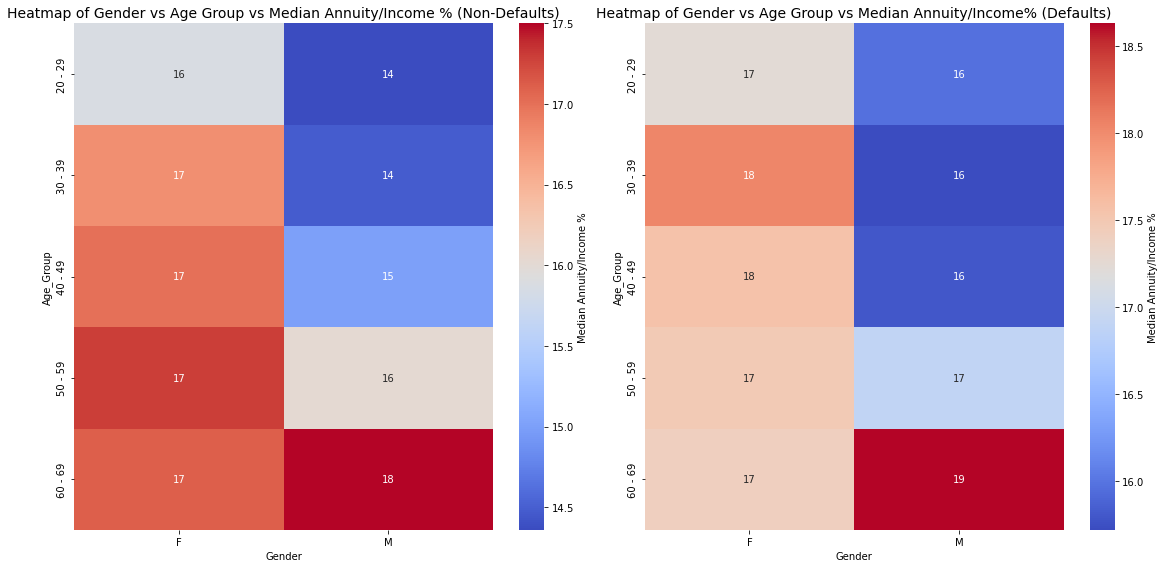 Heatmap of Gender vs Age Group vs Median Annuity/Income % (Non-Defaults)
20 - 29
30 - 39
40 - 49
50 - 59
60 - 69
Age_Group
16
14
17
14
17
15
17
16
17
18
F
M
Gender
17.5
17.0
16.5
16.0
15.5
15.0
14.5
Median Annuity/Income %
Heatmap of Gender vs Age Group vs Median Annuity/Income% (Defaults)
20 - 29
30 - 39
40 - 49
50 - 59
60 - 69
Age_Group
17
16
18
16
18
16
17
17
17
19
F
M
Gender
18.5
18.0
17.5
17.0
16.5
16.0
Median Annuity/Income %